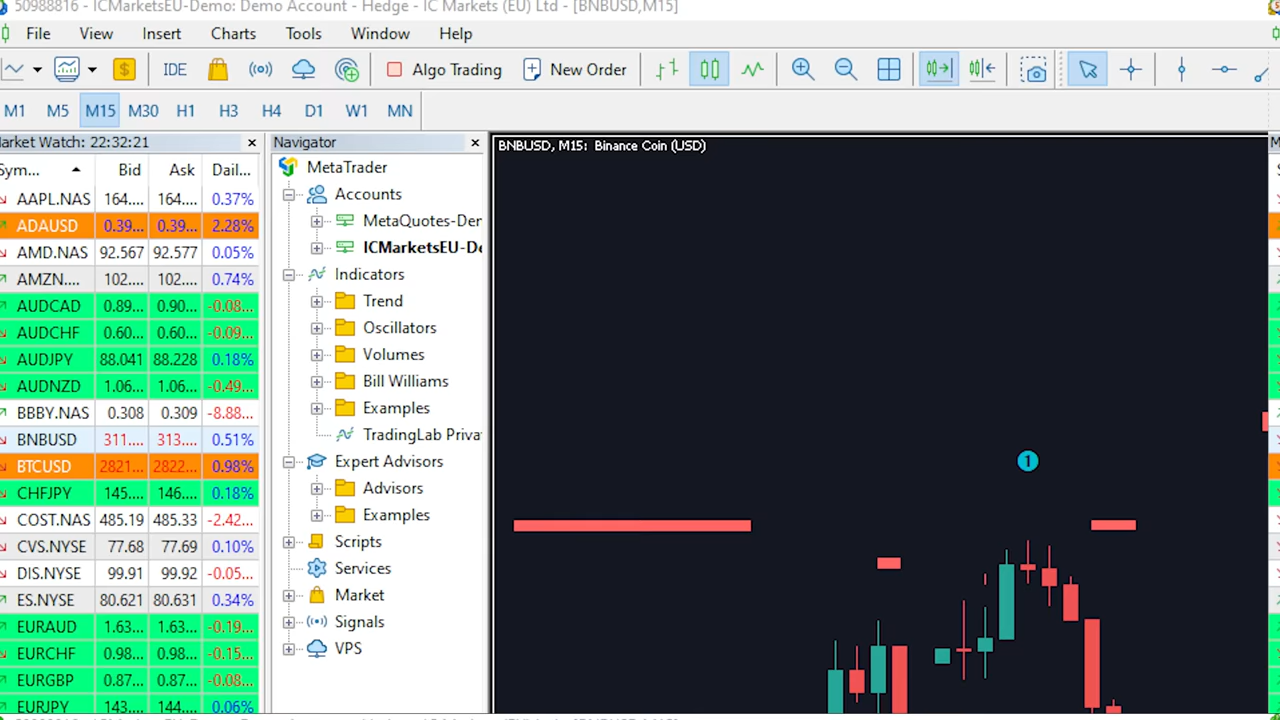 50988816 - ICMarketsEU-Demo: Demo Account - Hedge - IC Markets (EU) Ltd - [BNBUSD,M15]
File View Insert Charts Tools Window Help
$ IDE Algo Trading New Order
M1 M5 M15 M30 H1 H3 H4 D1 W1 MN
arket Watch: 22:32:21
Sym... Bid Ask Dail...
AAPL.NAS 164.... 164.... 0.37%
ADAUSD 0.39... 0.39... 2.28%
AMD.NAS 92.567 92.577 0.05%
AMZN.... 102... 102... 0.74%
AUDCAD 0.89... 0.90... -0.08...
AUDCHF 0.60... 0.60... -0.09...
AUDJPY 88.041 88.228 0.18%
AUDNZD 1.06... 1.06... -0.49...
BBBY.NAS 0.308 0.309 -8.88...
BNBUSD 311.... 313.... 0.51%
BTCUSD 2821... 2822... 0.98%
CHFJPY 145.... 146.... 0.18%
COST.NAS 485.19 485.33 -2.42...
CVS.NYSE 77.68 77.69 0.10%
DIS.NYSE 99.91 99.92 -0.05...
ES.NYSE 80.621 80.631 0.34%
EURAUD 1.63... 1.63... -0.19...
EURCHF 0.98... 0.98... -0.15...
EURGBP 0.87... 0.87... -0.08...
EURJPY 143.... 144.... 0.06%
Navigator
MetaTrader
Accounts
MetaQuotes-Der
ICMarketsEU-De
Indicators
Trend
Oscillators
Volumes
Bill Williams
Examples
TradingLab Priva
Expert Advisors
Advisors
Examples
Scripts
Services
Market
Signals
VPS
BNBUSD, M15: Binance Coin (USD)
1